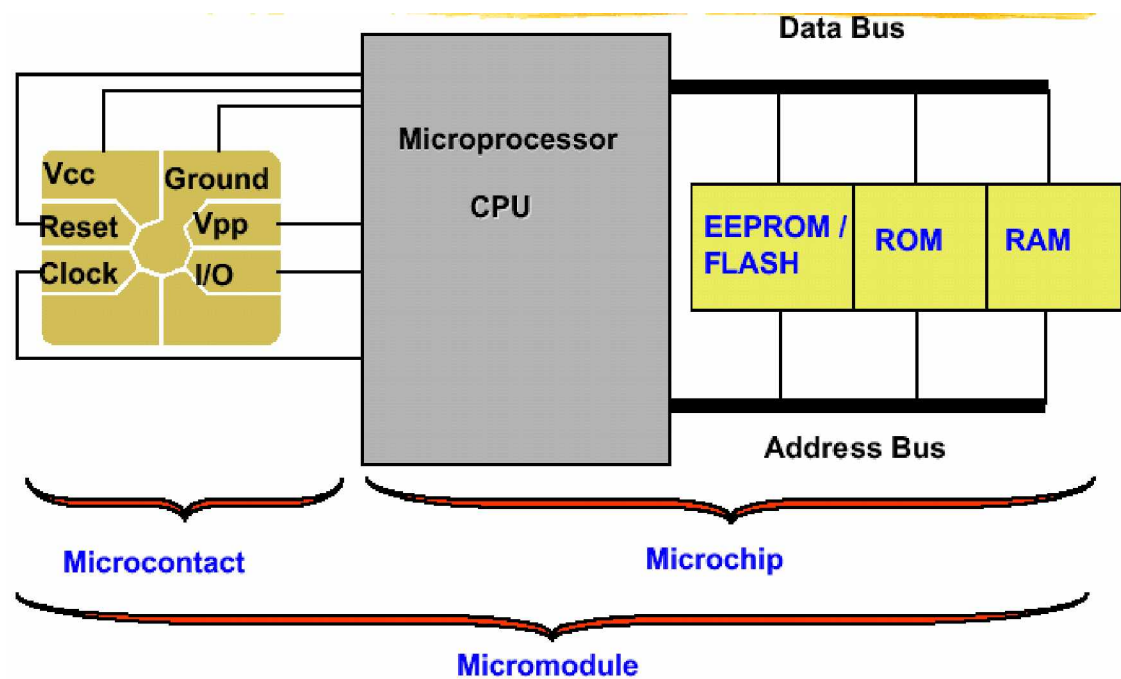 Data Bus
Microprocessor
CPU
Vcc
Ground
Reset
Vpp
Clock
I/O
EEPROM /
FLASH
ROM
RAM
Address Bus
Microcontact
Microchip
Micromodule